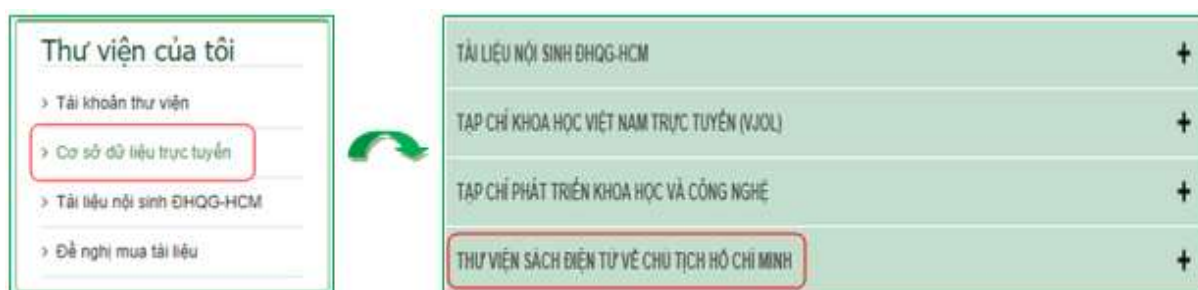 Thư viện của tôi
› Tài khoản thư viện
› Cơ sở dữ liệu trực tuyến
› Tài liệu nội sinh ĐHQG-HCM
› Đề nghị mua tài liệu
TÀI LIỆU NỘI SINH ĐHQG-HCM +
TẠP CHÍ KHOA HỌC VIỆT NAM TRỰC TUYẾN (VJOL) +
TẠP CHÍ PHÁT TRIỂN KHOA HỌC VÀ CÔNG NGHỆ +
THƯ VIỆN SÁCH ĐIỆN TỬ VỀ CHỦ TỊCH HỒ CHÍ MINH +